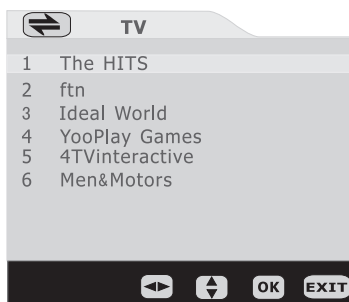 TV
1 The HITS
2 ftn
3 Ideal World
4 YooPlay Games
5 4TVinteractive
6 Men&Motors
OK EXIT